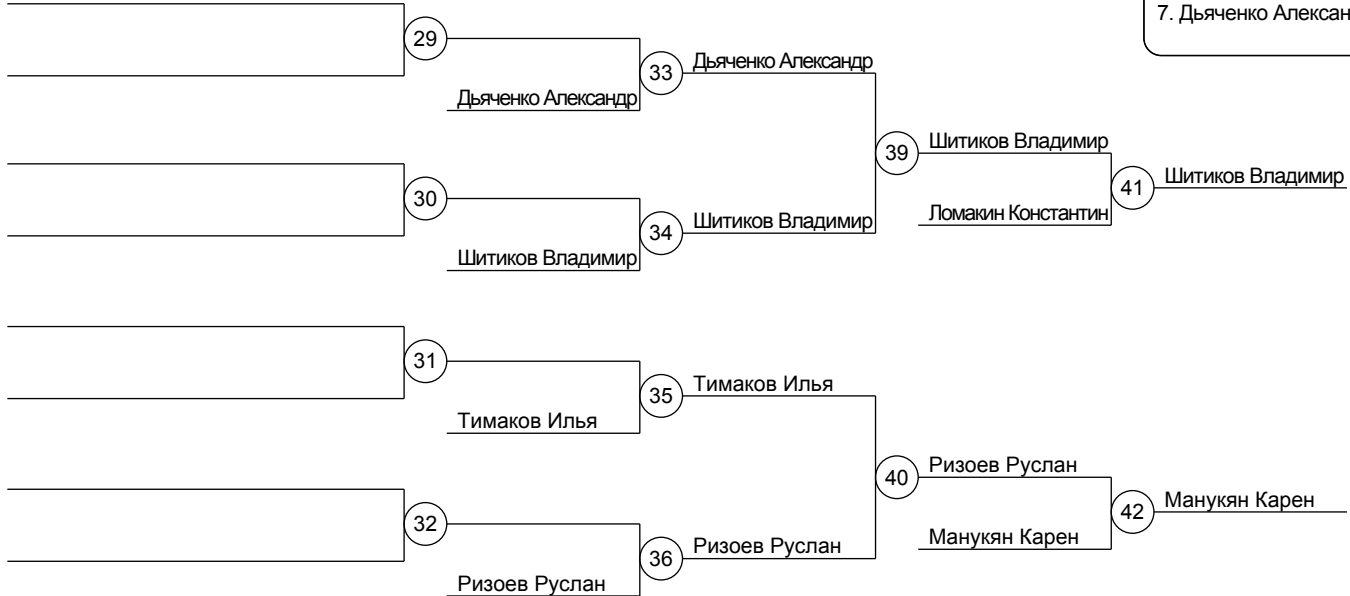 7. Дьяченко Алексан
29
33
Дьяченко Александр
Дьяченко Александр
39
Шитиков Владимир
41
Шитиков Владимир
30
34
Шитиков Владимир
Ломакин Константин
Шитиков Владимир
31
35
Тимаков Илья
Тимаков Илья
40
Ризоев Руслан
42
Манукян Карен
32
36
Ризоев Руслан
Манукян Карен
Ризоев Руслан